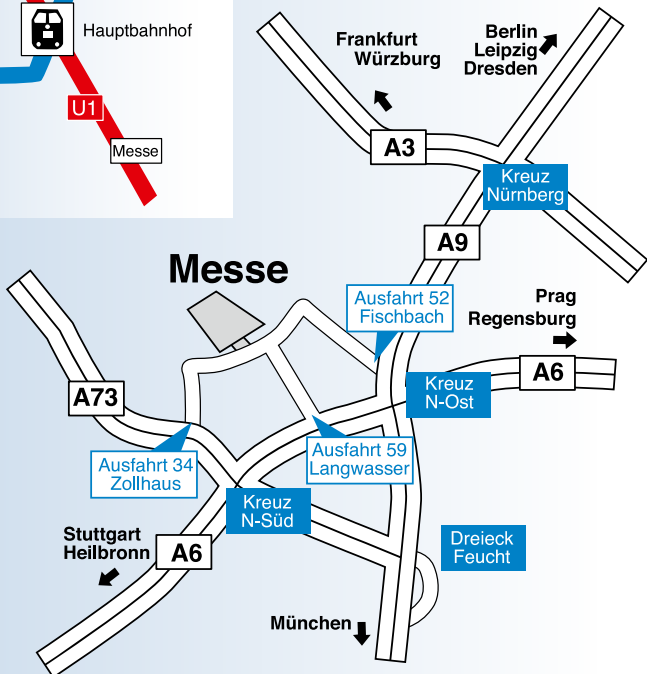 Hauptbahnhof
U1
Messe
Frankfurt
Würzburg
Berlin
Leipzig
Dresden
A3
Kreuz
Nürnberg
A9
Messe
Ausfahrt 52
Fischbach
Prag
Regensburg
A73
Kreuz
N-Ost
A6
Ausfahrt 34
Zollhaus
Ausfahrt 59
Langwasser
Kreuz
N-Süd
Stuttgart
Heilbronn
A6
Dreieck
Feucht
München